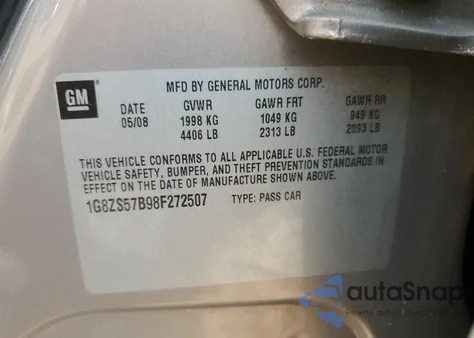 GM
MFD BY GENERAL MOTORS CORP.
DATE GVWR GAWR FRT GAWR RR
05/08 1998 KG 1049 KG 949 KG
4406 LB 2313 LB 2093 LB
THIS VEHICLE CONFORMS TO ALL APPLICABLE U.S. FEDERAL MOTOR
VEHICLE SAFETY, BUMPER, AND THEFT PREVENTION STANDARDS IN
EFFECT ON THE DATE OF MANUFACTURE SHOWN ABOVE.
1G8ZS57B98F272507 TYPE: PASS CAR
autoSnap